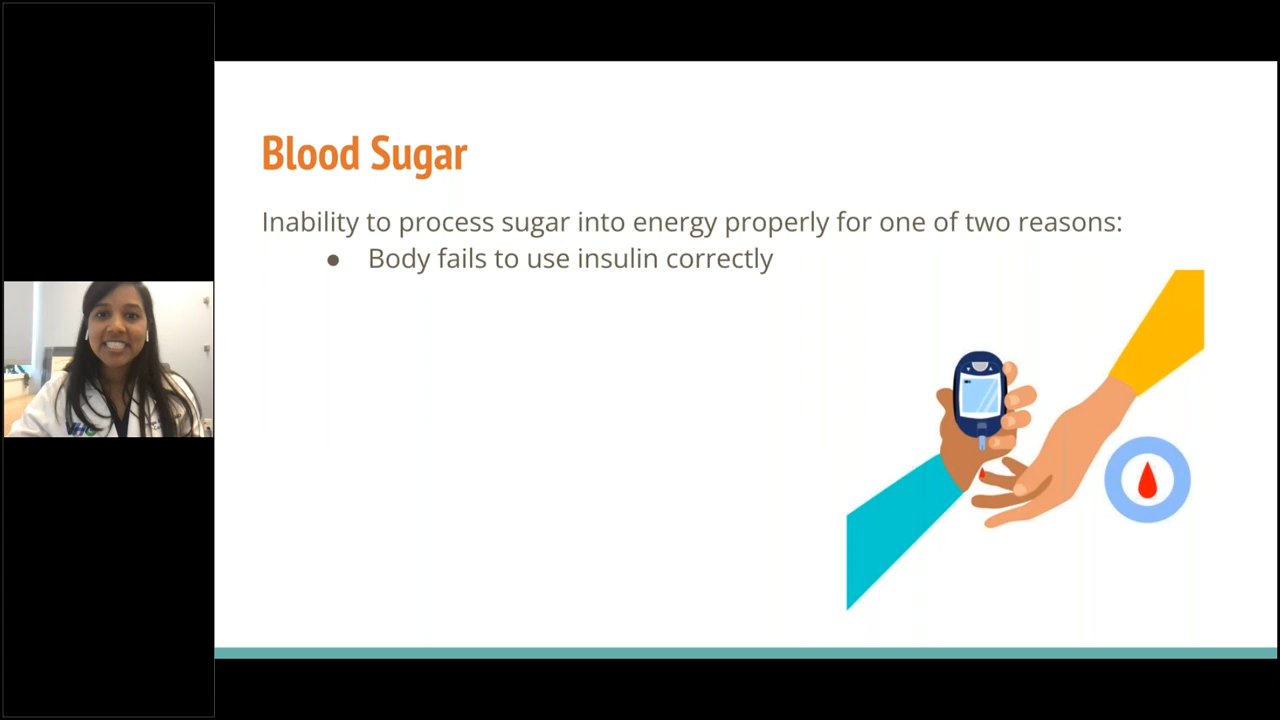 Blood Sugar
Inability to process sugar into energy properly for one of two reasons:
● Body fails to use insulin correctly